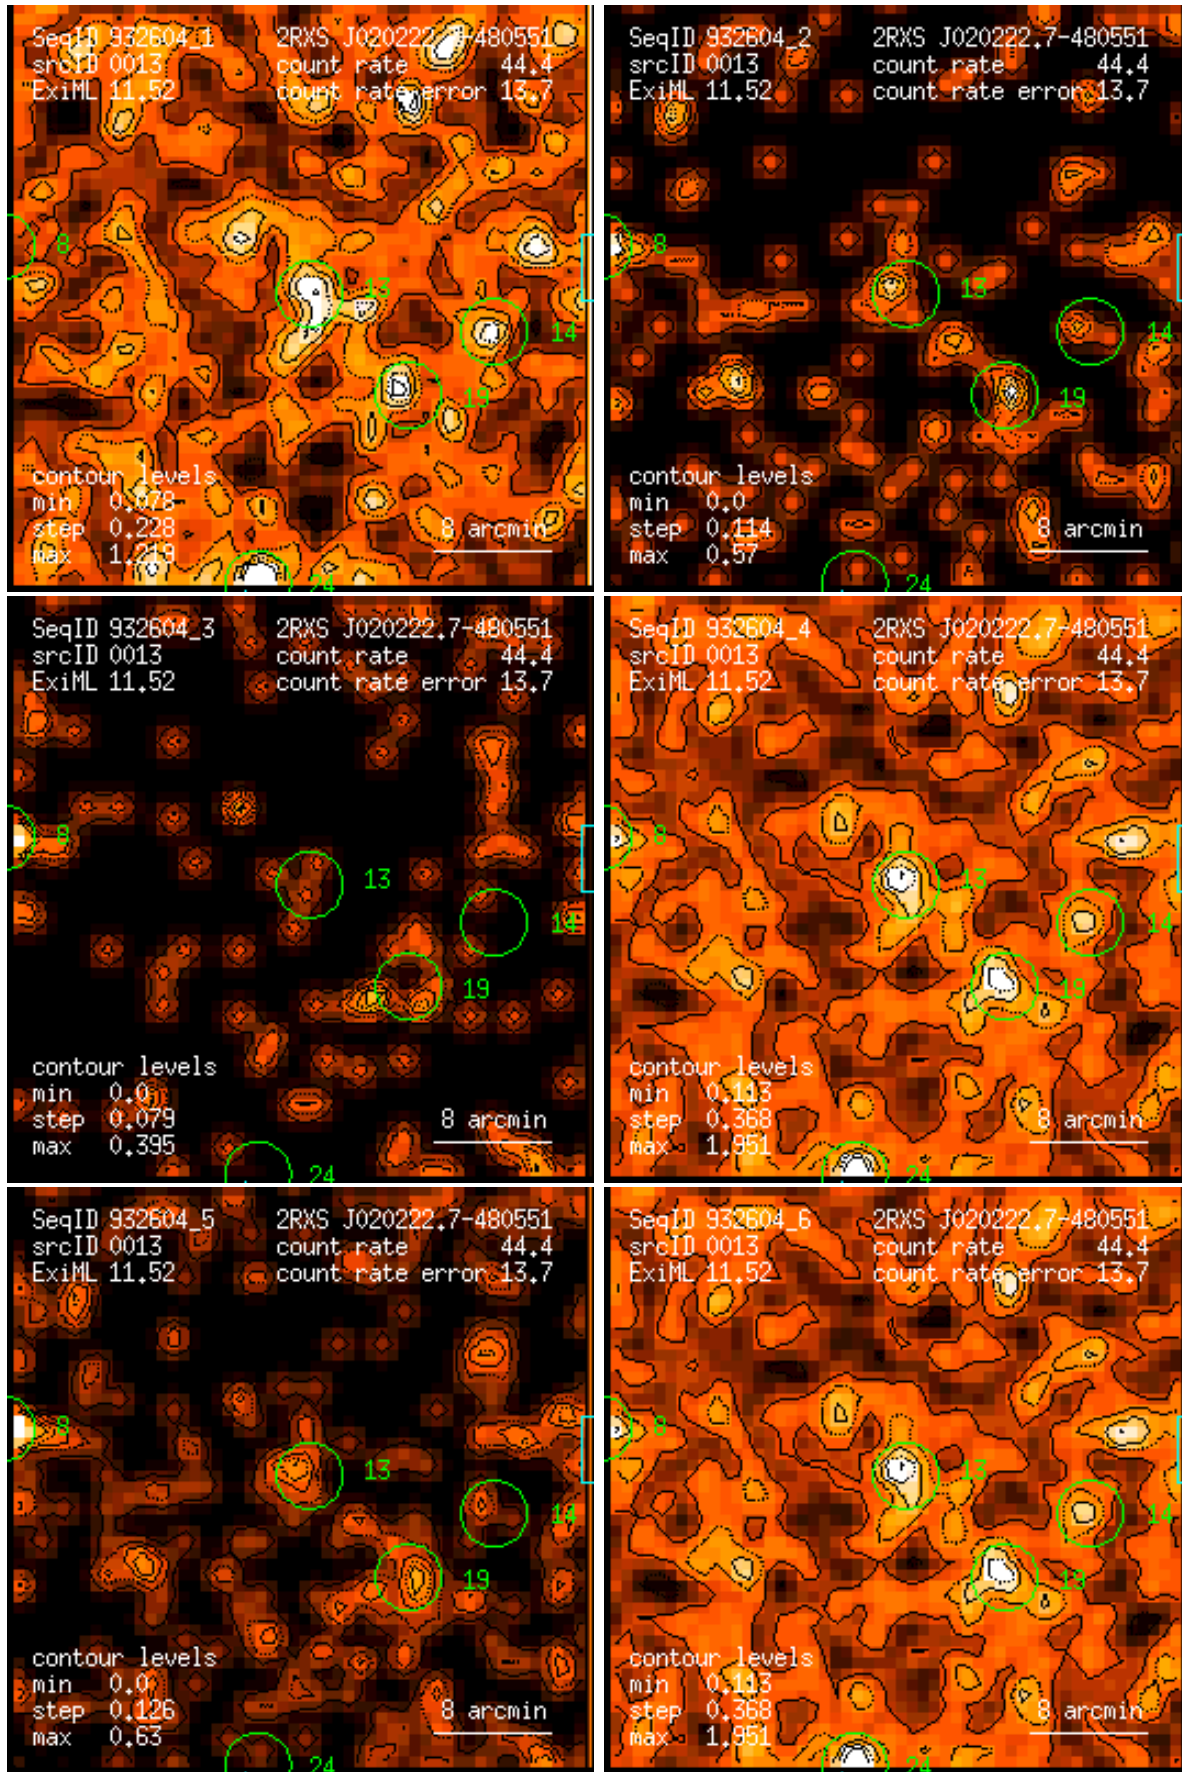 SeqID 932604_1 2RXS J020222.7-480551
srcID 0013 count rate 44.4
ExiML 11.52 count rate error 13.7
8
13
14
19
contour levels
min 0.078
step 0.228
8 arcmin
max 1.219
24
SeqID 932604_2 2RXS J020222.7-480551
srcID 0013 count rate 44.4
ExiML 11.52 count rate error 13.7
8
13
14
19
contour levels
min 0.0
step 0.114
8 arcmin
max 0.57
24
SeqID 932604_3 2RXS J020222.7-480551
srcID 0013 count rate 44.4
ExiML 11.52 count rate error 13.7
8
13
14
19
contour levels
min 0.0
step 0.079
8 arcmin
max 0.395
24
SeqID 932604_4 2RXS J020222.7-480551
srcID 0013 count rate 44.4
ExiML 11.52 count rate error 13.7
8
13
14
19
contour levels
min 0.113
step 0.368
8 arcmin
max 1.951
24
SeqID 932604_5 2RXS J020222.7-480551
srcID 0013 count rate 44.4
ExiML 11.52 count rate error 13.7
8
13
14
19
contour levels
min 0.0
step 0.126
8 arcmin
max 0.63
24
SeqID 932604_6 2RXS J020222.7-480551
srcID 0013 count rate 44.4
ExiML 11.52 count rate error 13.7
8
13
14
19
contour levels
min 0.113
step 0.368
8 arcmin
max 1.951
24